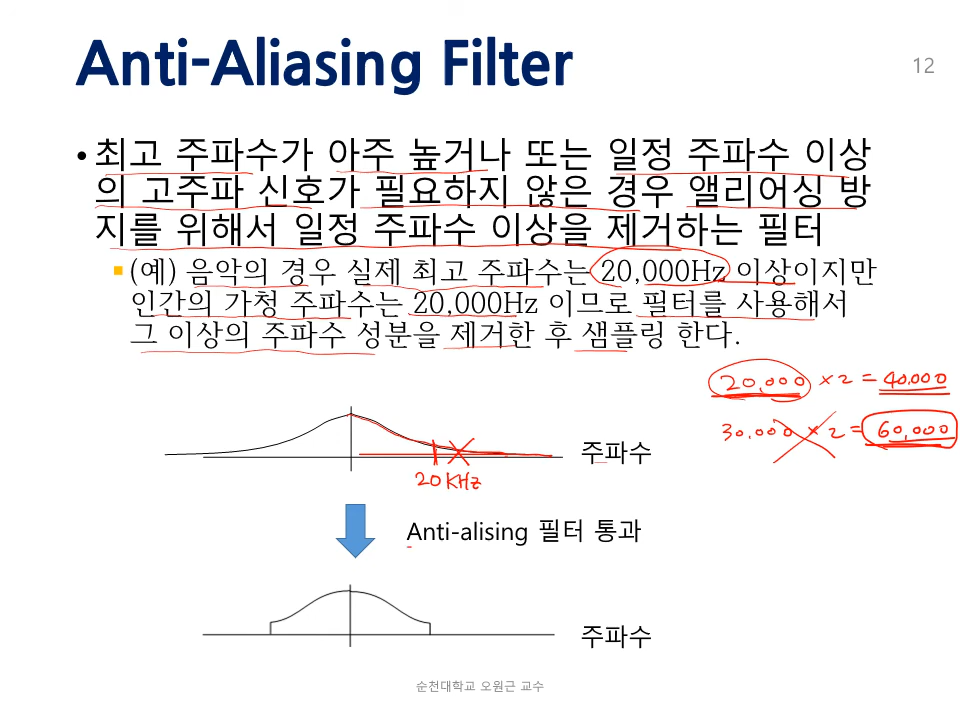 Anti-Aliasing Filter
12
• 최고 주파수가 아주 높거나 또는 일정 주파수 이상
의 고주파 신호가 필요하지 않은 경우 앨리어싱 방
지를 위해서 일정 주파수 이상을 제거하는 필터
(예) 음악의 경우 실제 최고 주파수는 20,000Hz 이상이지만
인간의 가청 주파수는 20,000Hz 이므로 필터를 사용해서
그 이상의 주파수 성분을 제거한 후 샘플링 한다.
20,000 × 2 = 40.000
30.000 × 2 = 60,000
주파수
20 KHz
Anti-alising 필터 통과
주파수
순천대학교 오원근 교수